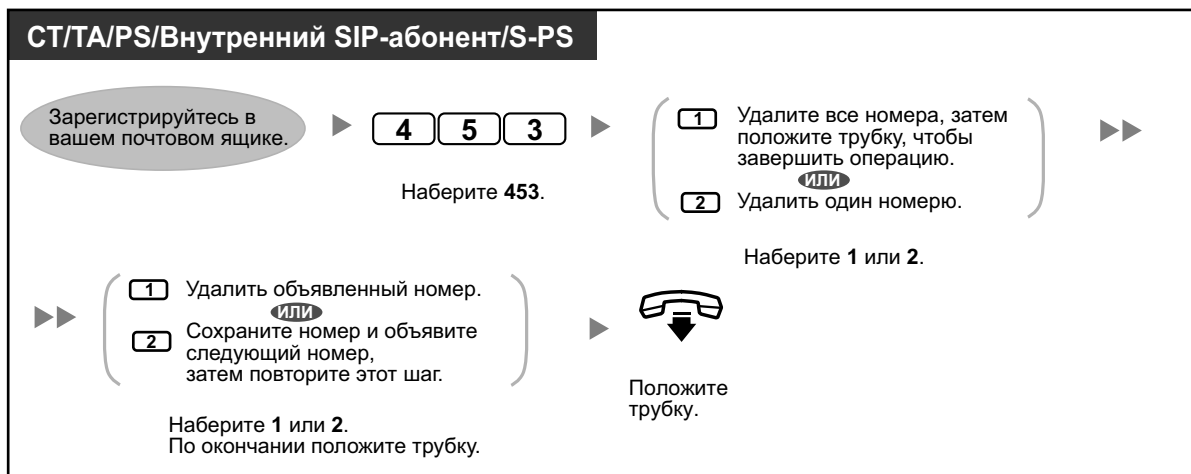 CT/TA/PS/Внутренний SIP-абонент/S-PS
Зарегистрируйтесь в
вашем почтовом ящике.
4 5 3
Наберите 453.
1 Удалите все номера, затем
положите трубку, чтобы
завершить операцию.
ИЛИ
2 Удалить один номерю.
Наберите 1 или 2.
1 Удалить объявленный номер.
ИЛИ
2 Сохраните номер и объявите
следующий номер,
затем повторите этот шаг.
Наберите 1 или 2.
По окончании положите трубку.
Положите
трубку.